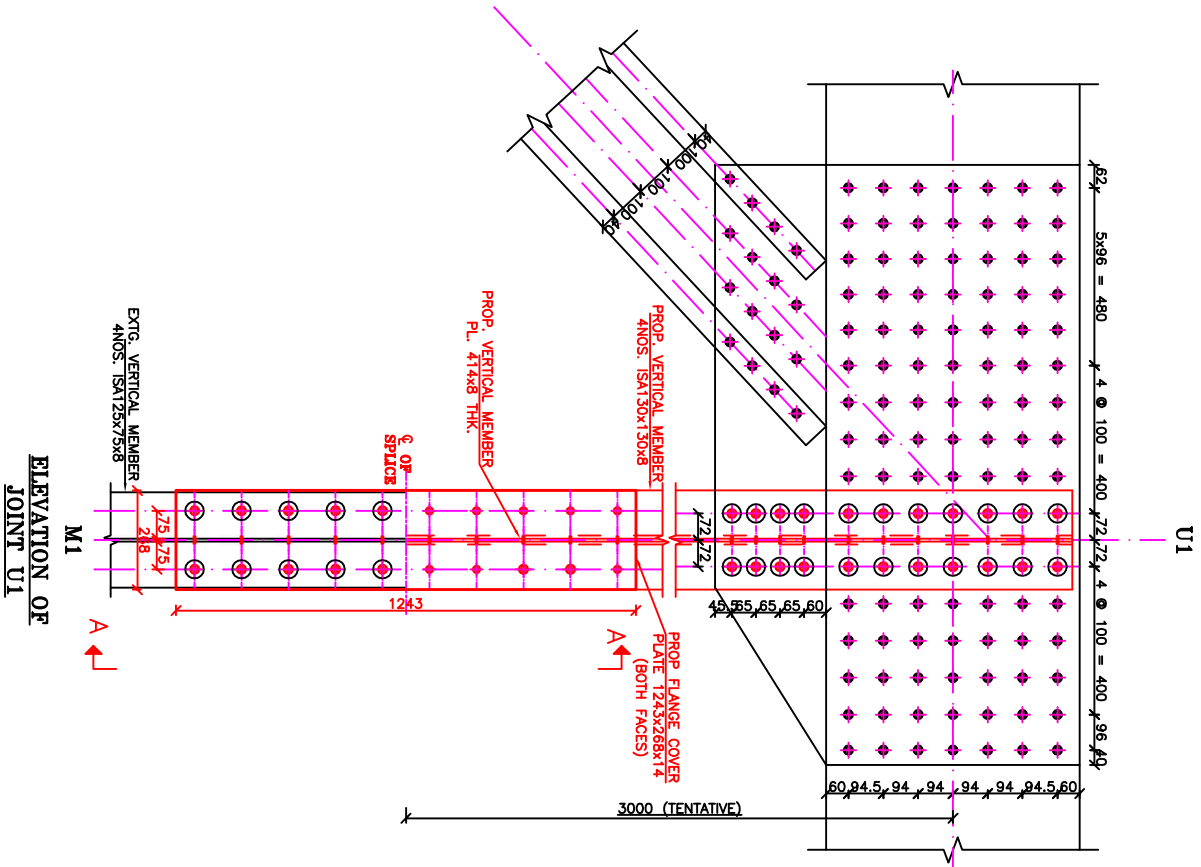 U1
62
5x96 = 480
4 @ 100 = 400
72
72
4 @ 100 = 400
96
40
40
100
100
100
60
72
72
45.5
65
65
65
60
60
94.5
94
94
94
94
94.5
60
PROP. VERTICAL MEMBER
4NOS. ISA130x130x8
PROP. VERTICAL MEMBER
PL. 414x8 THK.
℄ OF
SPLICE
EXTG. VERTICAL MEMBER
4NOS. ISA125x75x8
75
75
268
1243
A
A
PROP FLANGE COVER
PLATE 1243x268x14
(BOTH FACES)
3000 (TENTATIVE)
M1
ELEVATION OF
JOINT U1